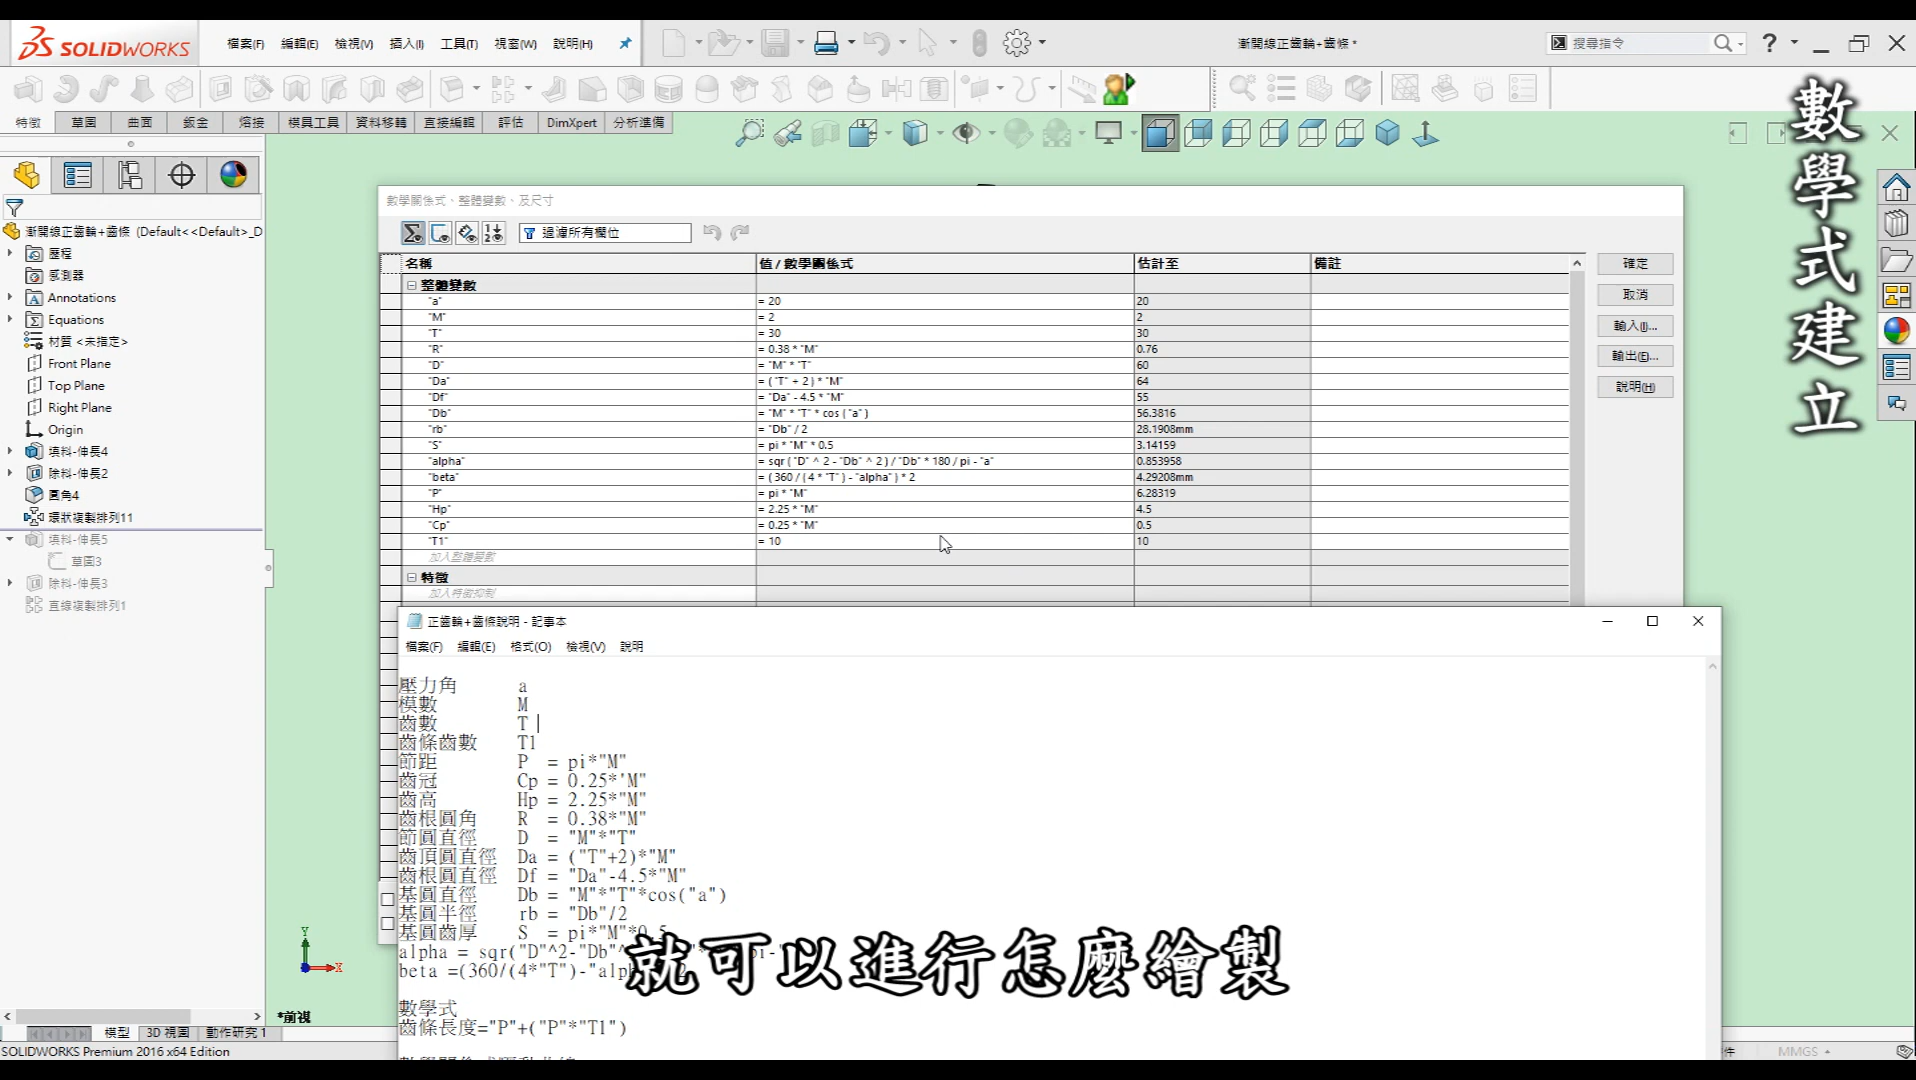 SOLIDWORKS 檔案(F) 編輯(E) 檢視(V) 插入(I) 工具(T) 視窗(W) 說明(H) 漸開線正齒輪+齒條 * 搜尋指令
特徵 草圖 曲面 鈑金 熔接 模具工具 資料移轉 直接編輯 評估 DimXpert 分析準備
數學式建立
漸開線正齒輪+齒條 (Default<<Default>_D
歷程
感測器
Annotations
Equations
材質 <未指定>
Front Plane
Top Plane
Right Plane
Origin
填料-伸長4
除料-伸長2
圓角4
環狀複製排列11
填料-伸長5
草圖3
除料-伸長3
直線複製排列1
數學關係式、整體變數、及尺寸
過濾所有欄位
名稱 值 / 數學關係式 估計至 備註
整體變數
"a" = 20 20
"M" = 2 2
"T" = 30 30
"R" = 0.38 * "M" 0.76
"D" = "M" * "T" 60
"Da" = ( "T" + 2 ) * "M" 64
"Df" = "Da" - 4.5 * "M" 55
"Db" = "M" * "T" * cos ( "a" ) 56.3816
"rb" = "Db" / 2 28.1908mm
"S" = pi * "M" * 0.5 3.14159
"alpha" = sqr ( "D" ^ 2 - "Db" ^ 2 ) / "Db" * 180 / pi - "a" 0.853958
"beta" = ( 360 / ( 4 * "T" ) - "alpha" ) * 2 4.29208mm
"P" = pi * "M" 6.28319
"Hp" = 2.25 * "M" 4.5
"Cp" = 0.25 * "M" 0.5
"T1" = 10 10
加入整體變數
特徵
加入特徵抑制
確定
取消
輸入(I)...
輸出(E)...
說明(H)
正齒輪+齒條說明 - 記事本
檔案(F) 編輯(E) 格式(O) 檢視(V) 說明
壓力角 a
模數 M
齒數 T
齒條齒數 T1
節距 P = pi*"M"
齒冠 Cp = 0.25*'M"
齒高 Hp = 2.25*"M"
齒根圓角 R = 0.38*"M"
節圓直徑 D = "M"*"T"
齒頂圓直徑 Da = ("T"+2)*"M"
齒根圓直徑 Df = "Da"-4.5*"M"
基圓直徑 Db = "M"*"T"*cos("a")
基圓半徑 rb = "Db"/2
基圓齒厚 S = pi*"M"*0.5
alpha = sqr("D"^2-"Db"^
beta =(360/(4*"T")-"alp
數學式
齒條長度="P"+("P"*"T1")
就可以進行怎麼繪製
Y
X
*前視
模型 3D 視圖 動作研究 1
SOLIDWORKS Premium 2016 x64 Edition
件 MMGS